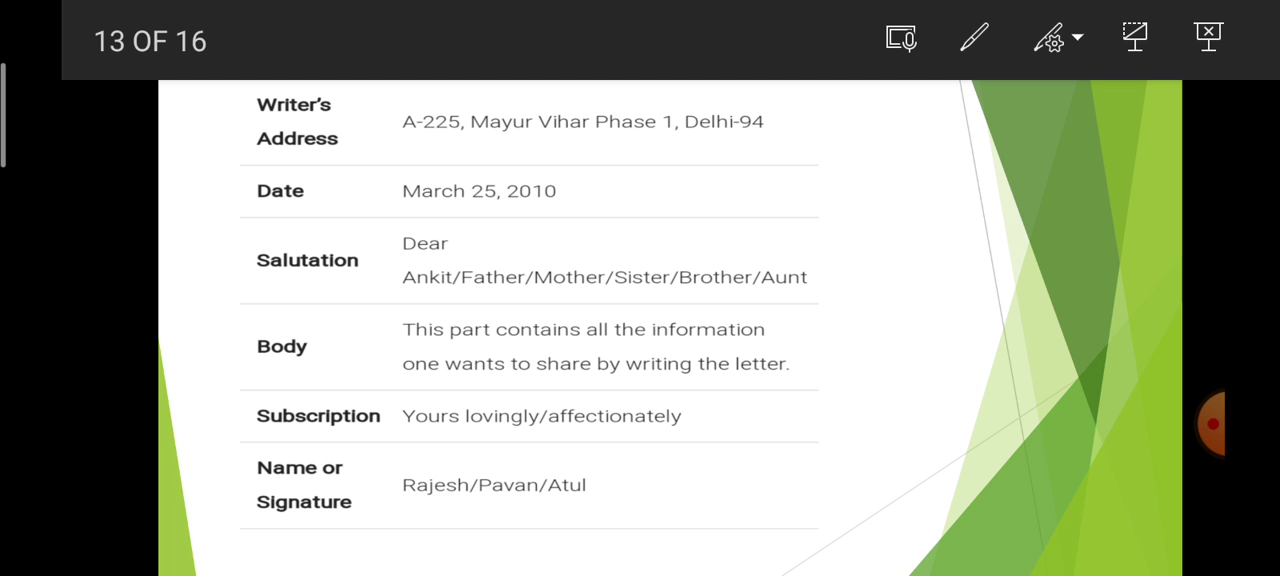 13 OF 16
Writer's
Address
A-225, Mayur Vihar Phase 1, Delhi-94
Date
March 25, 2010
Salutation
Dear
Ankit/Father/Mother/Sister/Brother/Aunt
Body
This part contains all the information
one wants to share by writing the letter.
Subscription
Yours lovingly/affectionately
Name or
Signature
Rajesh/Pavan/Atul